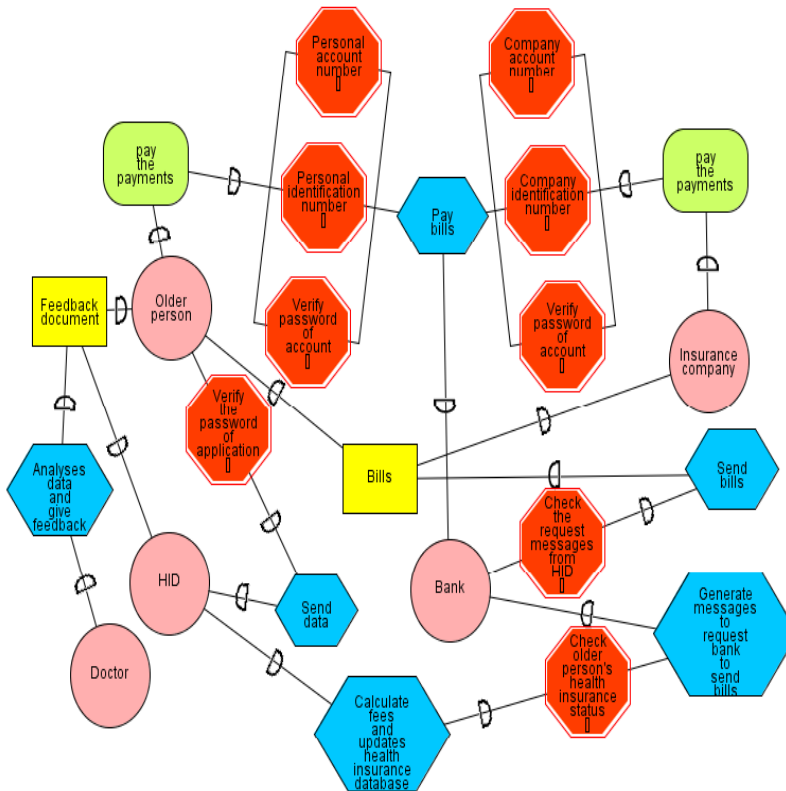 Personal
account
number
Company
account
number
pay
the
payments
Personal
identification
number
Pay
bills
Company
identification
number
pay
the
payments
Feedback
document
Older
person
Verify
password
of
account
Verify
password
of
account
Insurance
company
Verify
the
password
of
application
Analyses
data
and
give
feedback
Bills
Send
bills
Check
the
request
messages
from
HID
HID
Bank
Send
data
Generate
messages
to
request
bank
to
send
bills
Doctor
Check
older
person's
health
insurance
status
Calculate
fees
and
updates
health
insurance
database